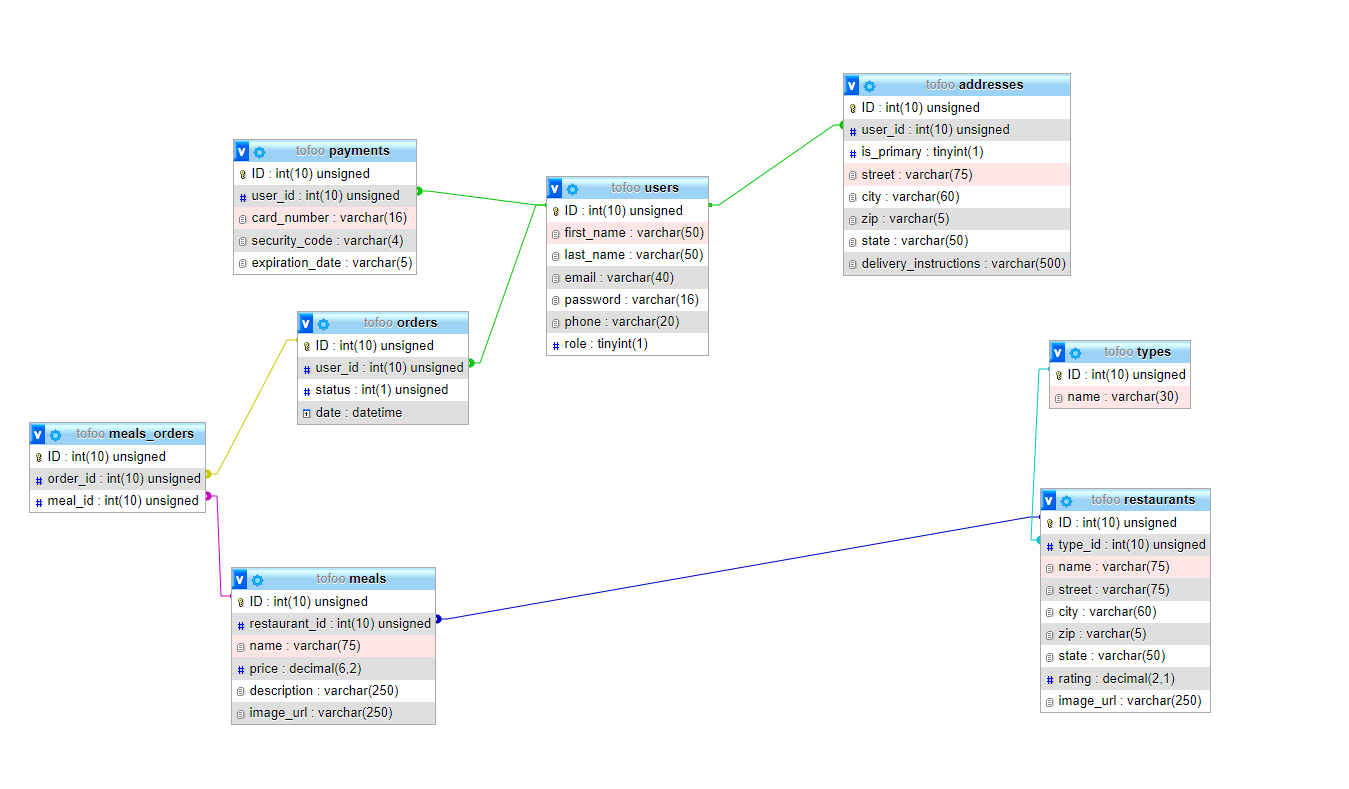 v tofoo addresses
ID : int(10) unsigned
# user_id : int(10) unsigned
# is_primary : tinyint(1)
street : varchar(75)
city : varchar(60)
zip : varchar(5)
state : varchar(50)
delivery_instructions : varchar(500)
v tofoo payments
ID : int(10) unsigned
# user_id : int(10) unsigned
card_number : varchar(16)
security_code : varchar(4)
expiration_date : varchar(5)
v tofoo users
ID : int(10) unsigned
first_name : varchar(50)
last_name : varchar(50)
email : varchar(40)
password : varchar(16)
phone : varchar(20)
# role : tinyint(1)
v tofoo orders
ID : int(10) unsigned
# user_id : int(10) unsigned
# status : int(1) unsigned
date : datetime
v tofoo types
ID : int(10) unsigned
name : varchar(30)
v tofoo meals_orders
ID : int(10) unsigned
# order_id : int(10) unsigned
# meal_id : int(10) unsigned
v tofoo restaurants
ID : int(10) unsigned
# type_id : int(10) unsigned
name : varchar(75)
street : varchar(75)
city : varchar(60)
zip : varchar(5)
state : varchar(50)
# rating : decimal(2,1)
image_url : varchar(250)
v tofoo meals
ID : int(10) unsigned
# restaurant_id : int(10) unsigned
name : varchar(75)
# price : decimal(6,2)
description : varchar(250)
image_url : varchar(250)